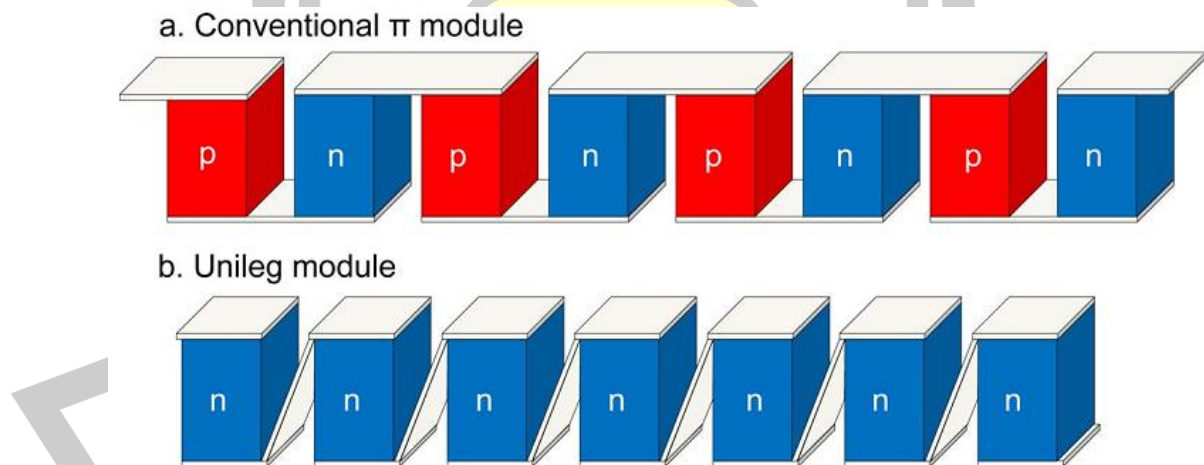 a. Conventional π module
p n p n p n p n
b. Unileg module
n n n n n n n